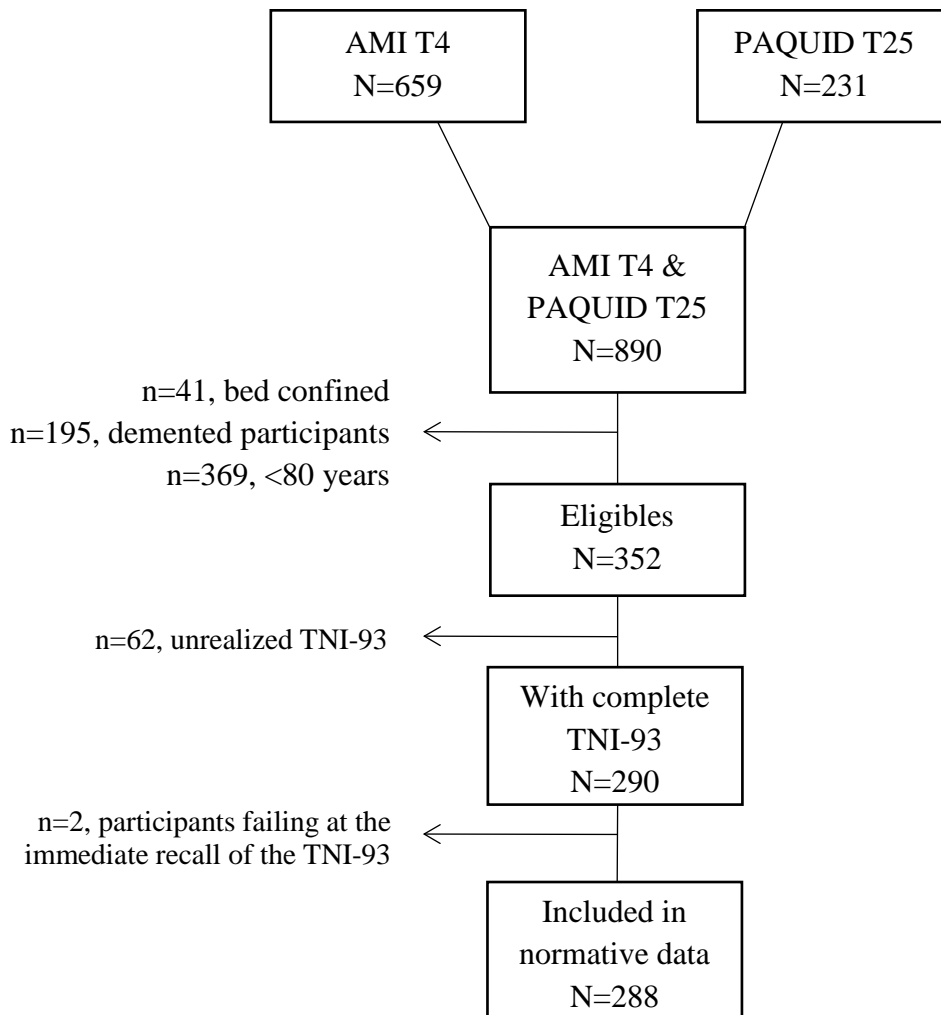 AMI T4
N=659
PAQUID T25
N=231
AMI T4 &
PAQUID T25
N=890
n=41, bed confined
n=195, demented participants
n=369, <80 years
Eligibles
N=352
n=62, unrealized TNI-93
With complete
TNI-93
N=290
n=2, participants failing at the
immediate recall of the TNI-93
Included in
normative data
N=288